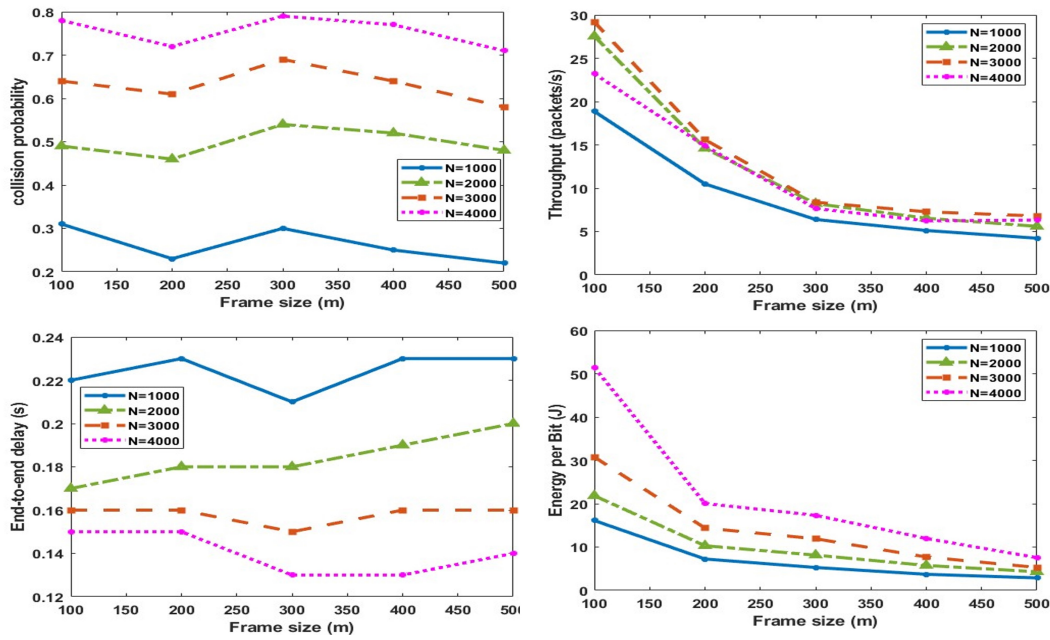 collision probability
0.8
0.7
0.6
0.5
0.4
0.3
0.2
N=1000
N=2000
N=3000
N=4000
100 150 200 250 300 350 400 450 500
Frame size (m)
Throughput (packets/s)
30
25
20
15
10
5
0
N=1000
N=2000
N=3000
N=4000
100 150 200 250 300 350 400 450 500
Frame size (m)
End-to-end delay (s)
0.24
0.22
0.2
0.18
0.16
0.14
0.12
N=1000
N=2000
N=3000
N=4000
100 150 200 250 300 350 400 450 500
Frame size (m)
Energy per Bit (J)
60
50
40
30
20
10
0
N=1000
N=2000
N=3000
N=4000
100 150 200 250 300 350 400 450 500
Frame size (m)